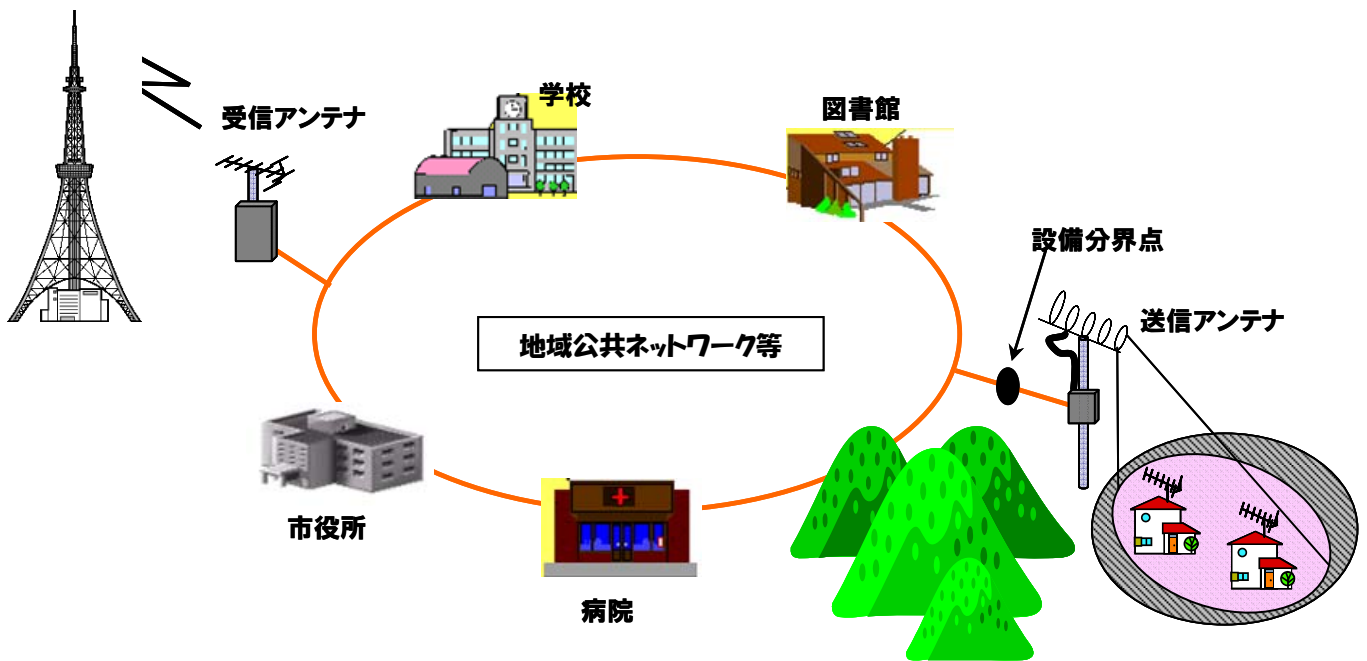 受信アンテナ
学校
図書館
設備分界点
送信アンテナ
地域公共ネットワーク等
市役所
病院